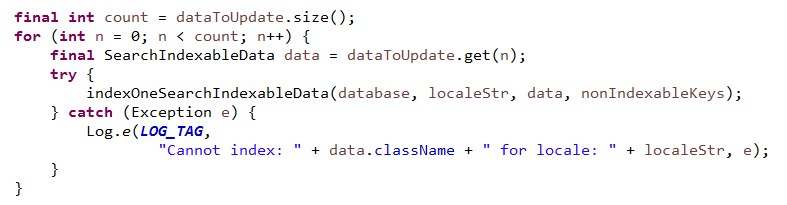 final int count = dataToUpdate.size();
for (int n = 0; n < count; n++) {
    final SearchIndexableData data = dataToUpdate.get(n);
    try {
        indexOneSearchIndexableData(database, localeStr, data, nonIndexableKeys);
    } catch (Exception e) {
        Log.e(LOG_TAG,
                "Cannot index: " + data.className + " for locale: " + localeStr, e);
    }
}